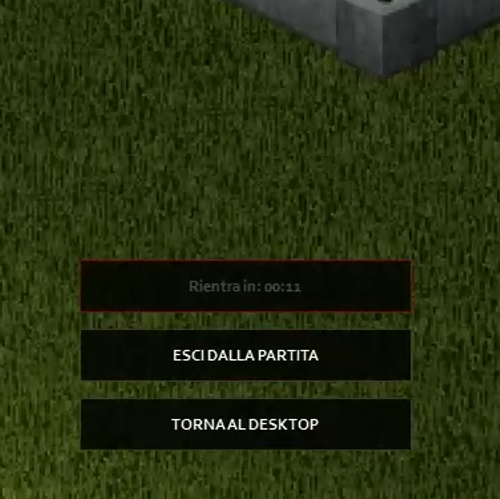 Rientra in: 00:11
ESCI DALLA PARTITA
TORNA AL DESKTOP